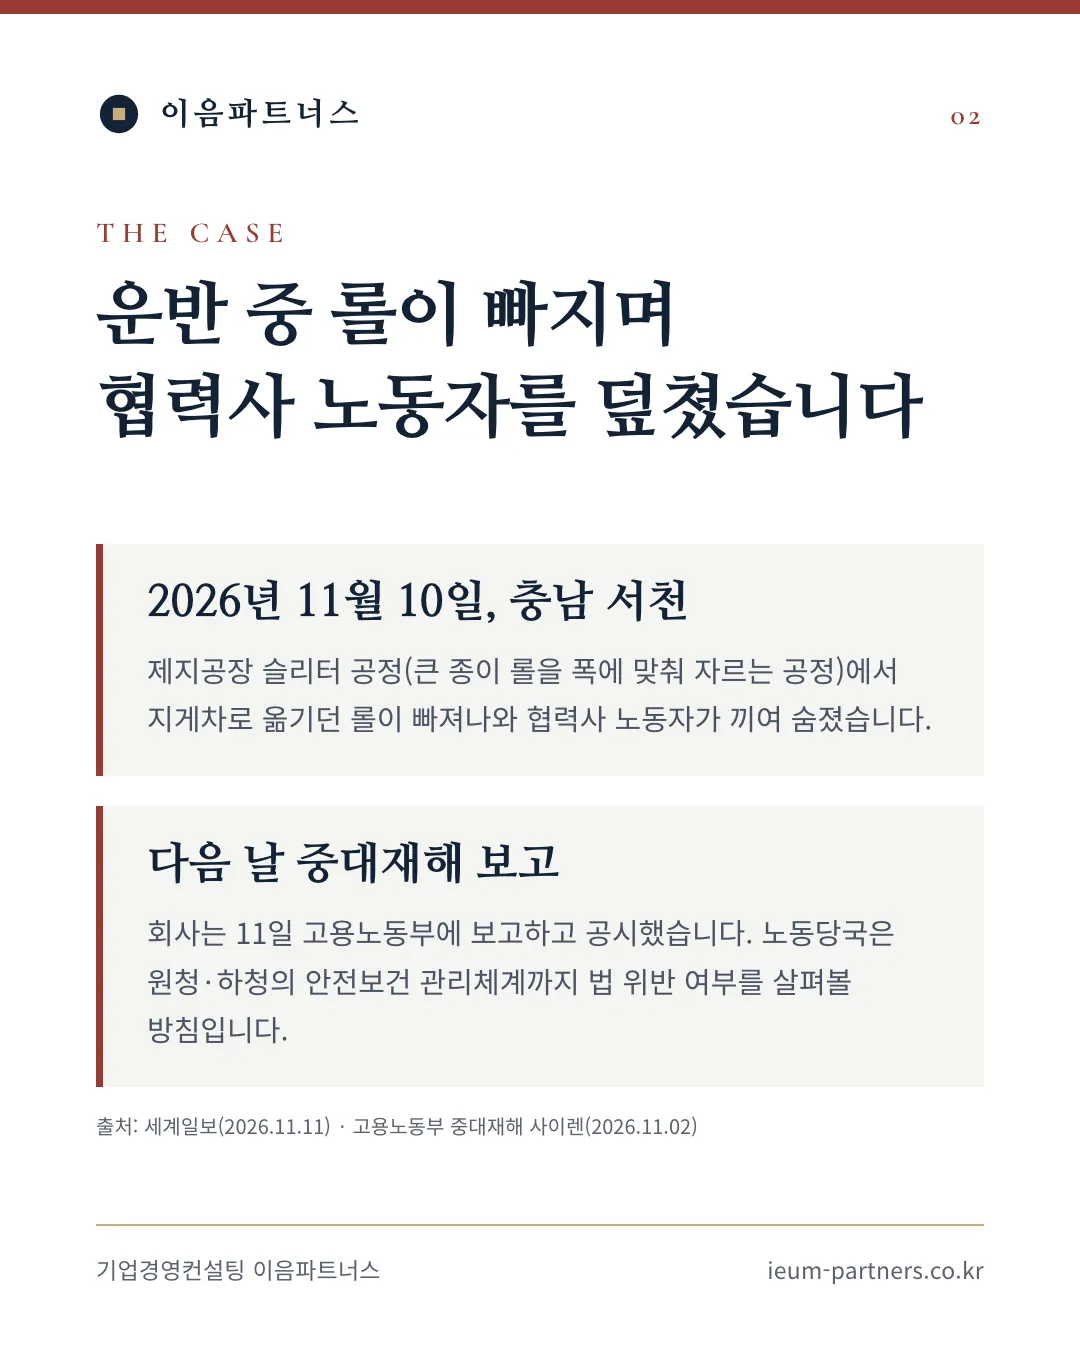 이음파트너스
02
THE CASE
운반 중 롤이 빠지며
협력사 노동자를 덮쳤습니다
2026년 11월 10일, 충남 서천
제지공장 슬리터 공정(큰 종이 롤을 폭에 맞춰 자르는 공정)에서
지게차로 옮기던 롤이 빠져나와 협력사 노동자가 끼여 숨졌습니다.
다음 날 중대재해 보고
회사는 11일 고용노동부에 보고하고 공시했습니다. 노동당국은
원청·하청의 안전보건 관리체계까지 법 위반 여부를 살펴볼
방침입니다.
출처: 세계일보(2026.11.11) · 고용노동부 중대재해 사이렌(2026.11.02)
기업경영컨설팅 이음파트너스
ieum-partners.co.kr